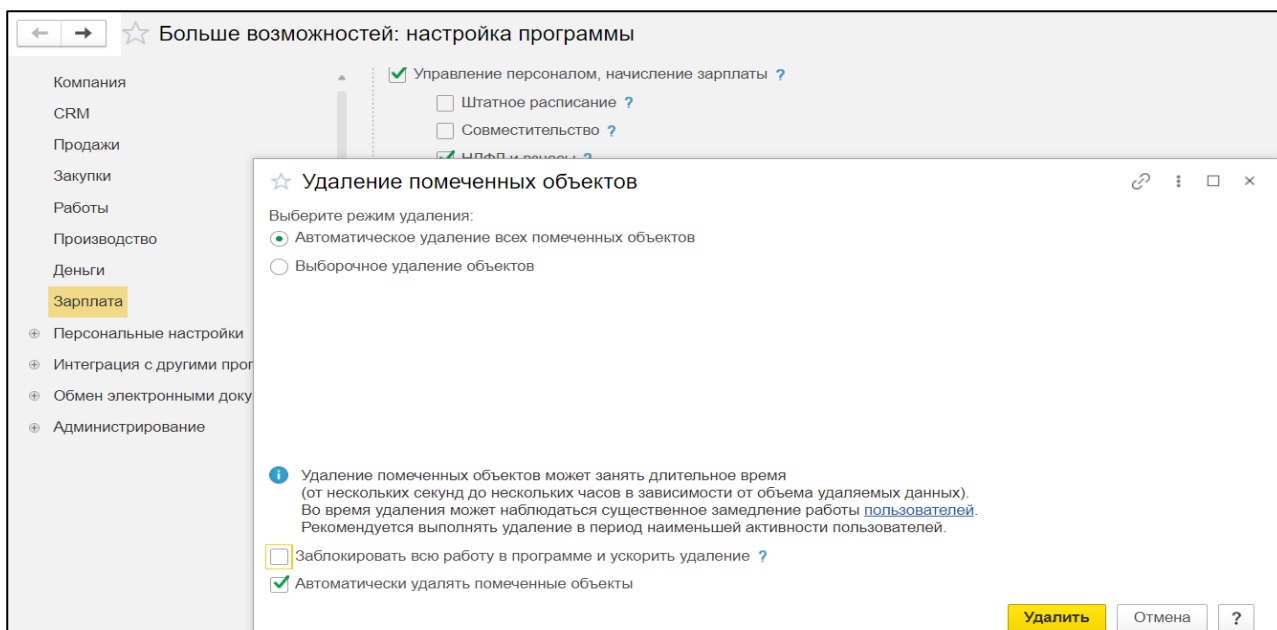 Больше возможностей: настройка программы
Компания
CRM
Продажи
Закупки
Работы
Производство
Деньги
Зарплата
Персональные настройки
Интеграция с другими прог
Обмен электронными доку
Администрирование
Управление персоналом, начисление зарплаты ?
Штатное расписание ?
Совместительство ?
НДФЛ и взносы ?
Удаление помеченных объектов
Выберите режим удаления:
Автоматическое удаление всех помеченных объектов
Выборочное удаление объектов
Удаление помеченных объектов может занять длительное время
(от нескольких секунд до нескольких часов в зависимости от объема удаляемых данных).
Во время удаления может наблюдаться существенное замедление работы пользователей.
Рекомендуется выполнять удаление в период наименьшей активности пользователей.
Заблокировать всю работу в программе и ускорить удаление ?
Автоматически удалять помеченные объекты
Удалить Отмена ?